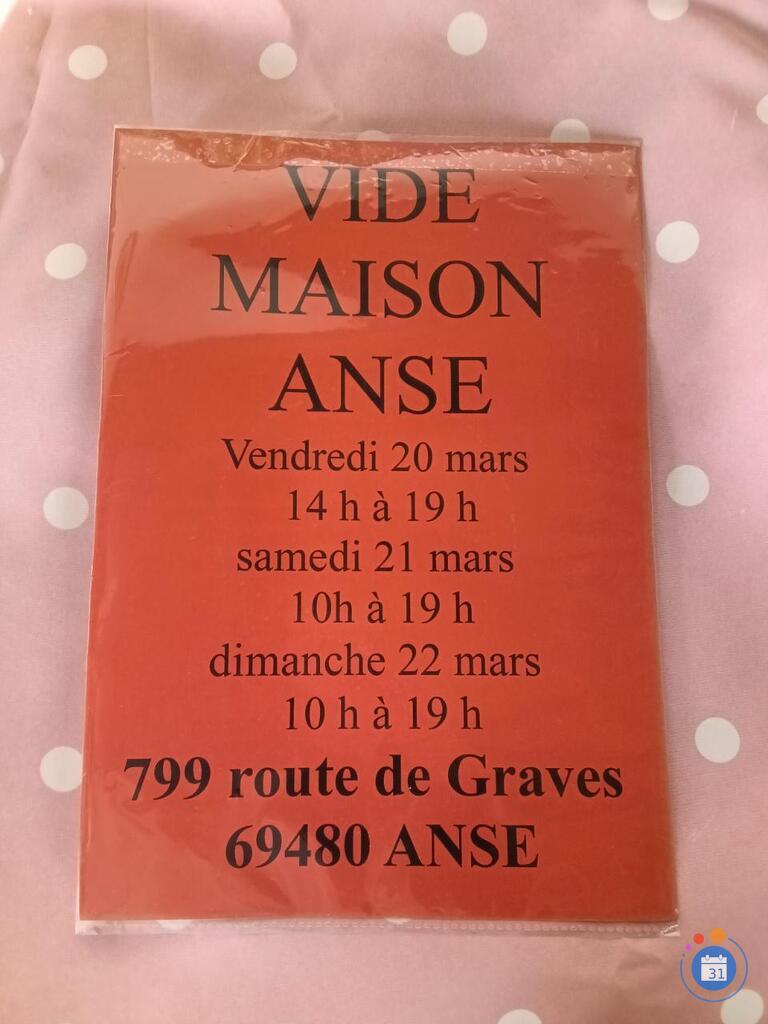 VIDE
MAISON
ANSE
Vendredi 20 mars
14 h à 19 h
samedi 21 mars
10h à 19 h
dimanche 22 mars
10 h à 19 h
799 route de Graves
69480 ANSE
31